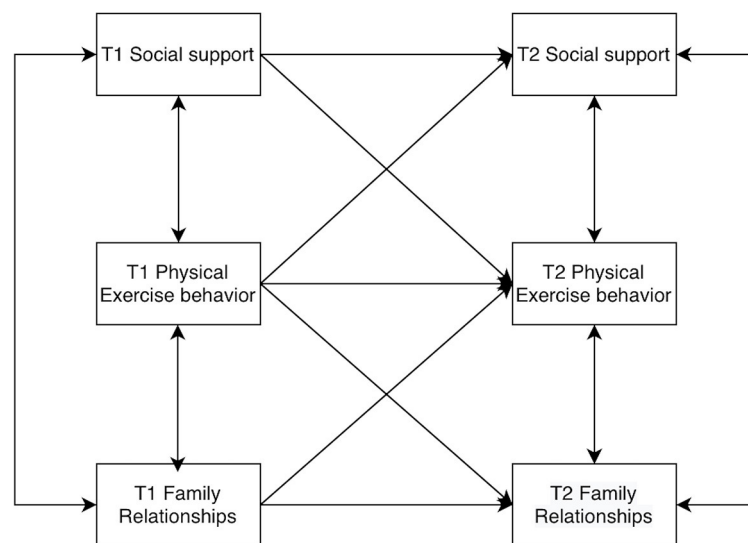 T1 Social support
T2 Social support
T1 Physical
Exercise behavior
T2 Physical
Exercise behavior
T1 Family
Relationships
T2 Family
Relationships